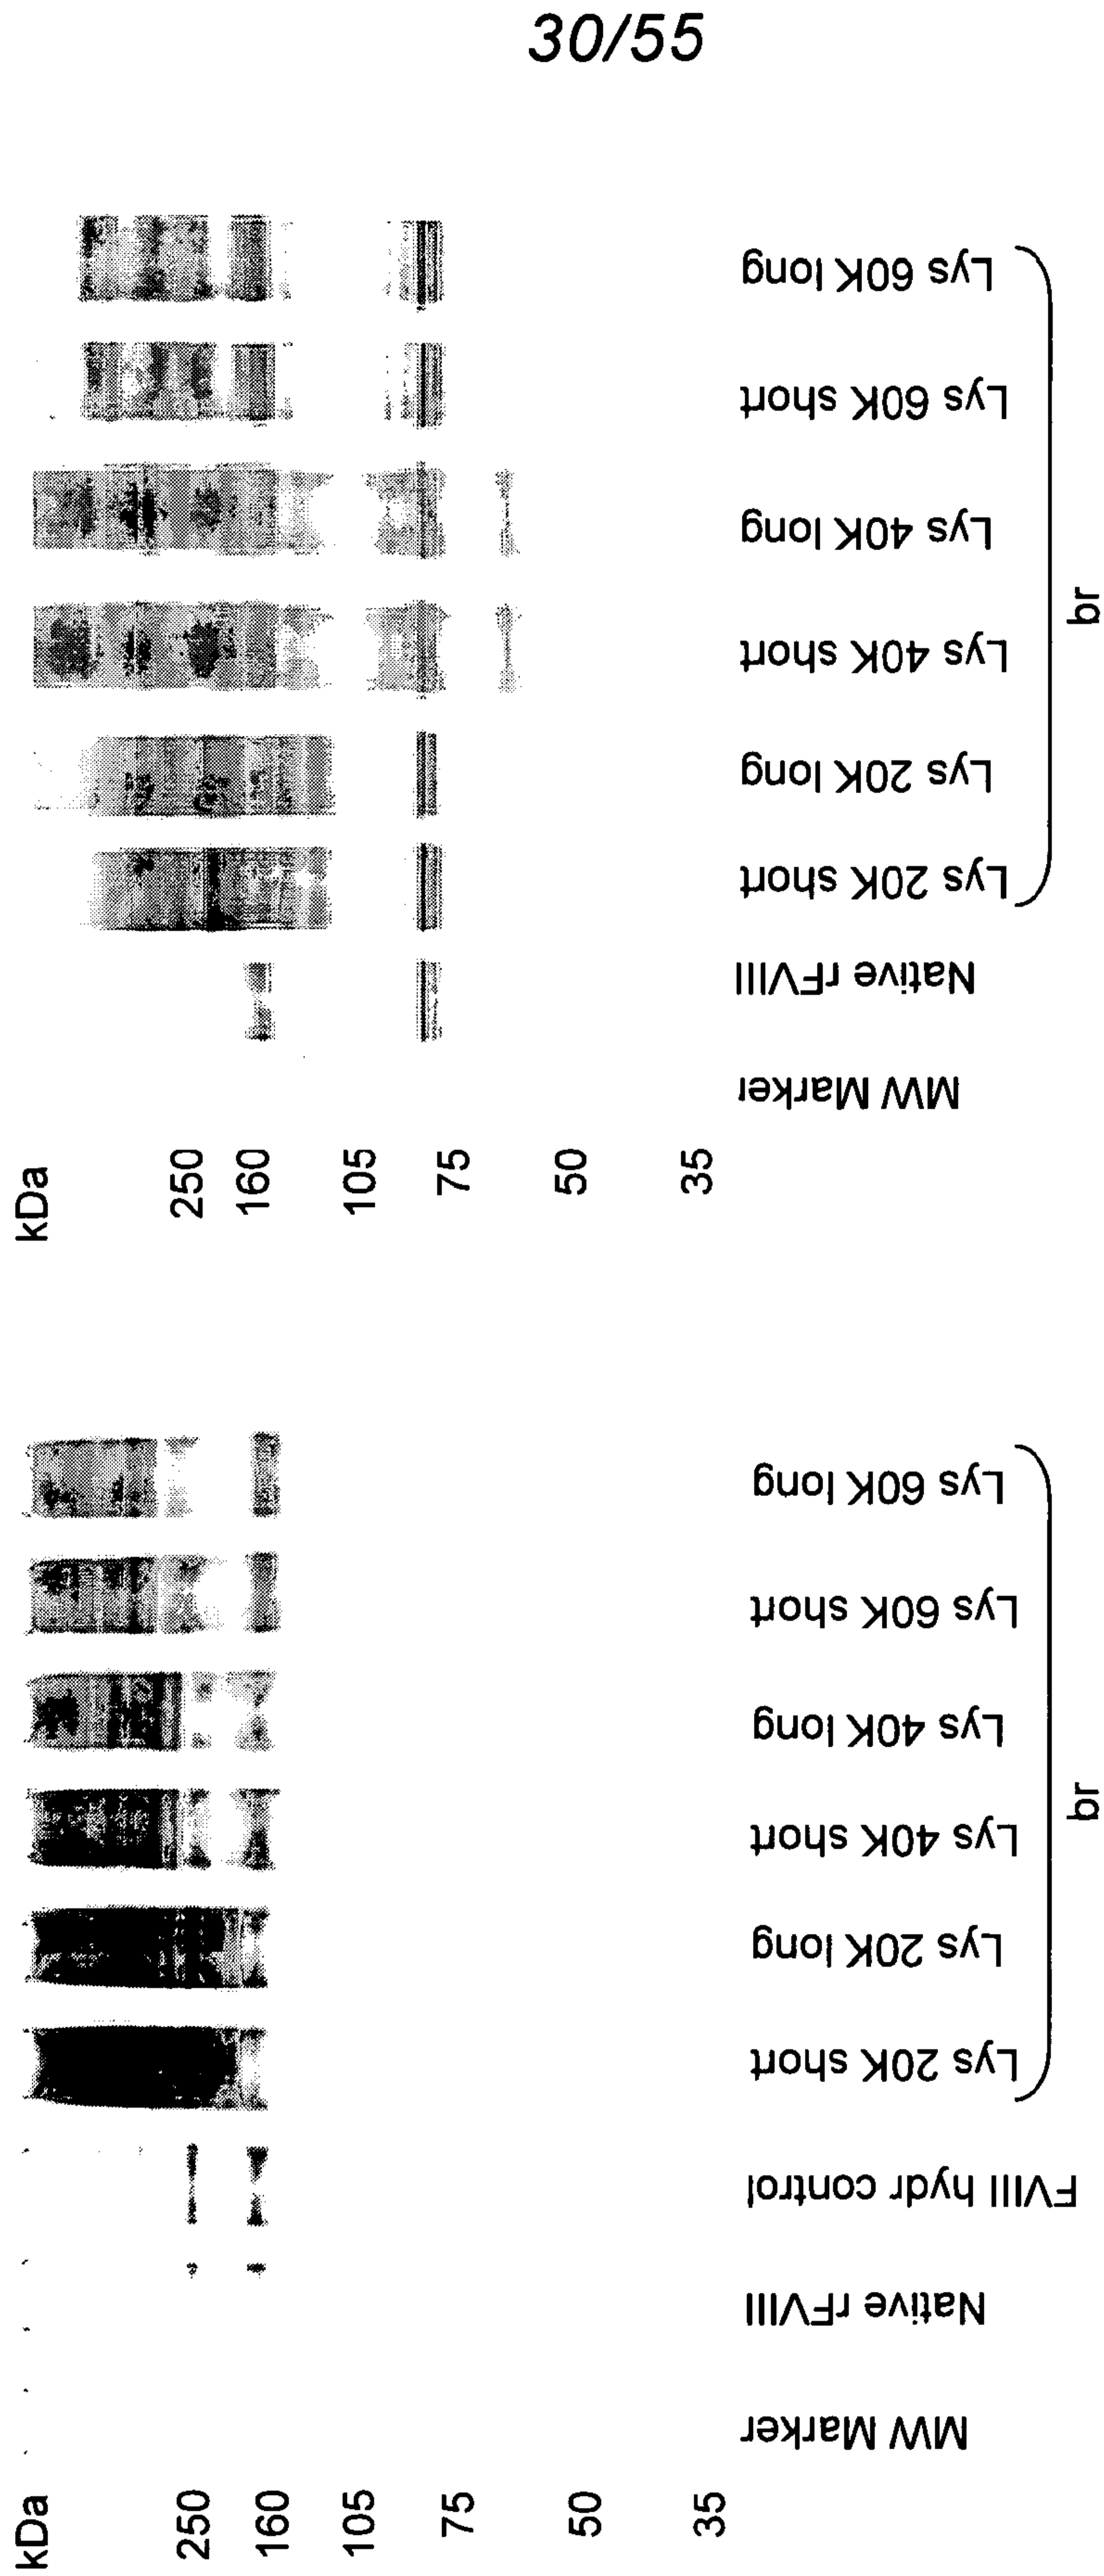 30/55
kDa
250
160
105
75
50
35
MW Marker
Native rFVIII
Lys 20K short
Lys 20K long
Lys 40K short
Lys 40K long
Lys 60K short
Lys 60K long
br
kDa
250
160
105
75
50
35
MW Marker
Native rFVIII
FVIII hydr control
Lys 20K short
Lys 20K long
Lys 40K short
Lys 40K long
Lys 60K short
Lys 60K long
br